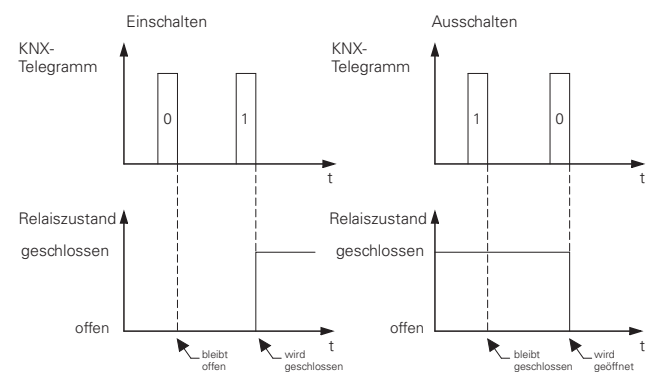 Einschalten
KNX-
Telegramm
0
1
t
Relaiszustand
geschlossen
offen
t
bleibt
offen
wird
geschlossen
Ausschalten
KNX-
Telegramm
1
0
t
Relaiszustand
geschlossen
offen
t
bleibt
geschlossen
wird
geöffnet